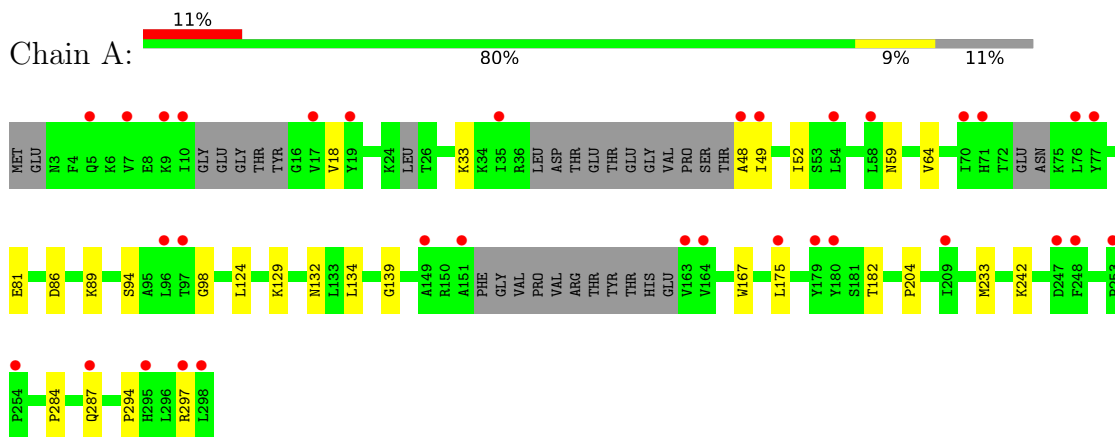 11%
Chain A:
80% 9% 11%
MET GLU N3 F4 Q5 K6 V7 E8 K9 I10 GLY GLU GLY THR TYR G16 V17 V18 Y19 K24 LEU T26 K33 K34 I35 R36 LEU ASP THR GLU THR GLU GLY VAL PRO SER THR A48 I49 I52 S53 L54 L58 N59 V64 I70 H71 T72 GLU ASN K75 L76 Y77
E81 D86 K89 S94 A95 L96 T97 G98 L124 K129 N132 L133 L134 G139 A149 R150 A151 PHE GLY VAL PRO VAL ARG THR TYR THR HIS GLU V163 V164 W167 L175 Y179 Y180 S181 T182 P204 I209 M233 K242 D247 F248
P254 P284 Q287 P294 H295 L296 R297 L298